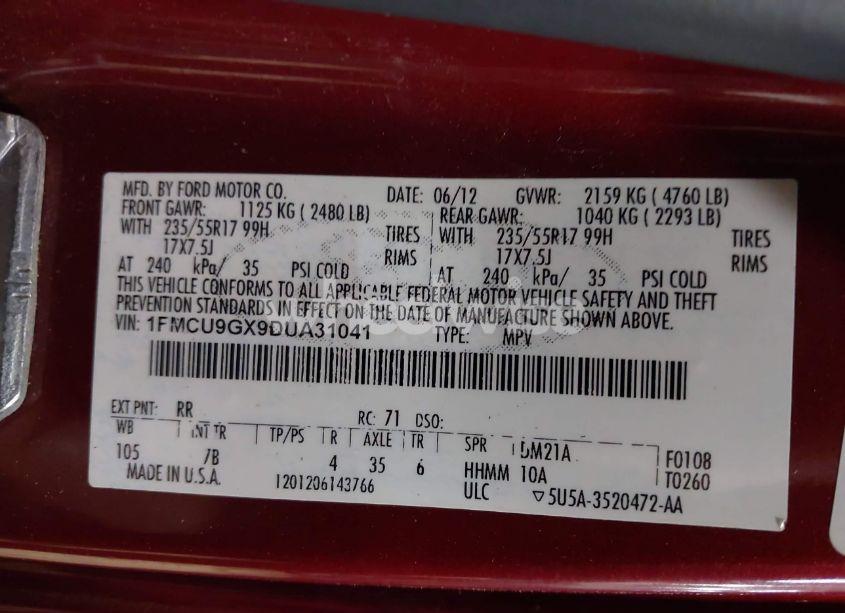 MFD. BY FORD MOTOR CO. DATE: 06/12 GVWR: 2159 KG ( 4760 LB)
FRONT GAWR: 1125 KG ( 2480 LB) REAR GAWR: 1040 KG ( 2293 LB)
WITH 235/55R17 99H TIRES WITH 235/55R17 99H TIRES
17X7.5J RIMS 17X7.5J RIMS
AT 240 kPa/ 35 PSI COLD AT 240 kPa/ 35 PSI COLD
THIS VEHICLE CONFORMS TO ALL APPLICABLE FEDERAL MOTOR VEHICLE SAFETY AND THEFT
PREVENTION STANDARDS IN EFFECT ON THE DATE OF MANUFACTURE SHOWN ABOVE.
VIN: 1FMCU9GX9DUA31041 TYPE: MPV
EXT PNT: RR RC: 71 DSO:
WB INT TR TP/PS R AXLE TR SPR DM21A F0108
105 7B 4 35 6 HHMM 10A T0260
MADE IN U.S.A. 1201206143766 ULC 5U5A-3520472-AA